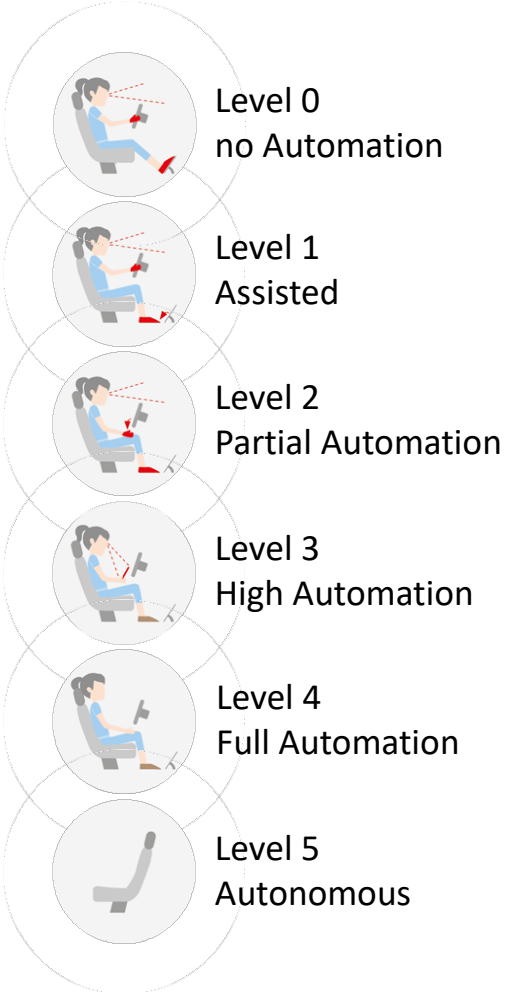 Level 0
no Automation
Level 1
Assisted
Level 2
Partial Automation
Level 3
High Automation
Level 4
Full Automation
Level 5
Autonomous